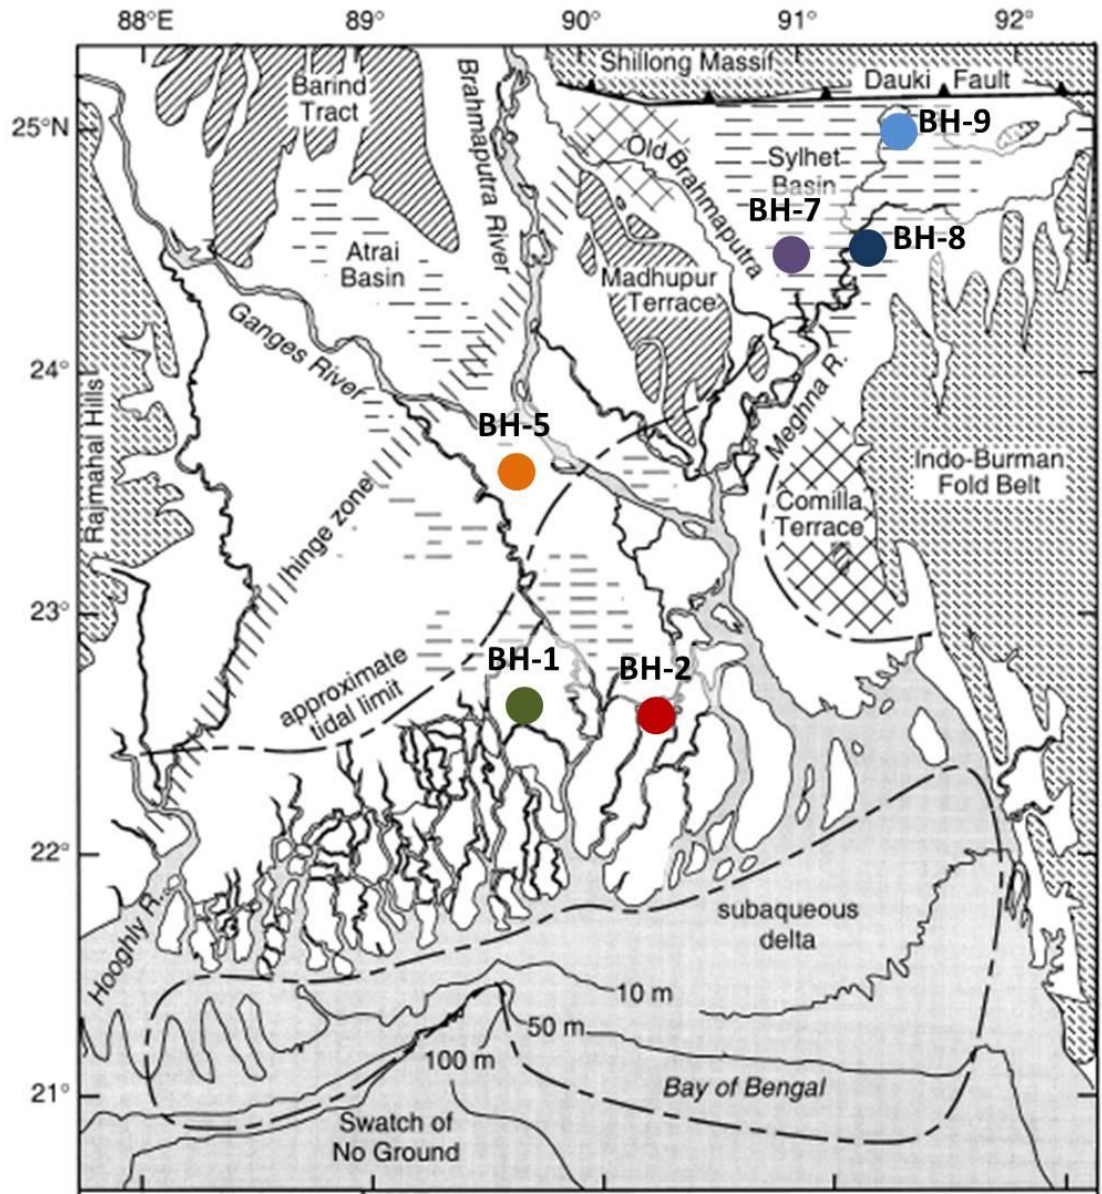 88°E
89°
90°
91°
92°
Shillong Massif
Dauki Fault
Barind
Tract
Brahmaputra River
25°N
BH-9
Old Brahmaputra
Sylhet
Basin
BH-7
BH-8
Atrai
Basin
Madhupur
Terrace
Ganges River
24°
Meghna R.
Rajmahal Hills
BH-5
Indo-Burman
Fold Belt
Comilla
Terrace
hinge zone
23°
BH-1
BH-2
approximate
tidal limit
22°
Hooghly R.
subaqueous
delta
10 m
50 m
100 m
21°
Bay of Bengal
Swatch of
No Ground